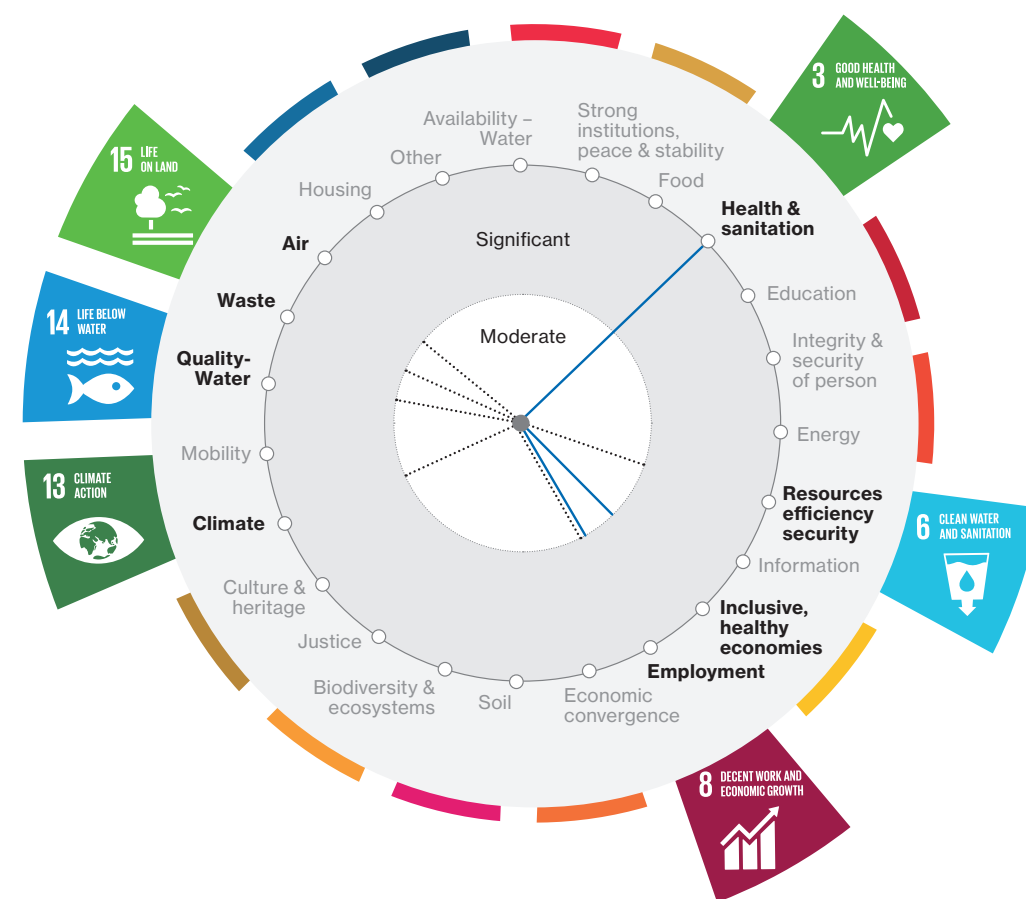 3 GOOD HEALTH
AND WELL-BEING
Availability –
Water
Strong
institutions,
peace & stability
Other
Food
Housing
Health &
sanitation
15 LIFE
ON LAND
Air
Significant
Education
Waste
14 LIFE BELOW
WATER
Moderate
Integrity &
security
of person
Quality-
Water
Mobility
Energy
13 CLIMATE
ACTION
Climate
Resources
efficiency
security
6 CLEAN WATER
AND SANITATION
Information
Culture &
heritage
Inclusive,
healthy
economies
Justice
Employment
Biodiversity &
ecosystems
Soil
Economic
convergence
8 DECENT WORK AND
ECONOMIC GROWTH